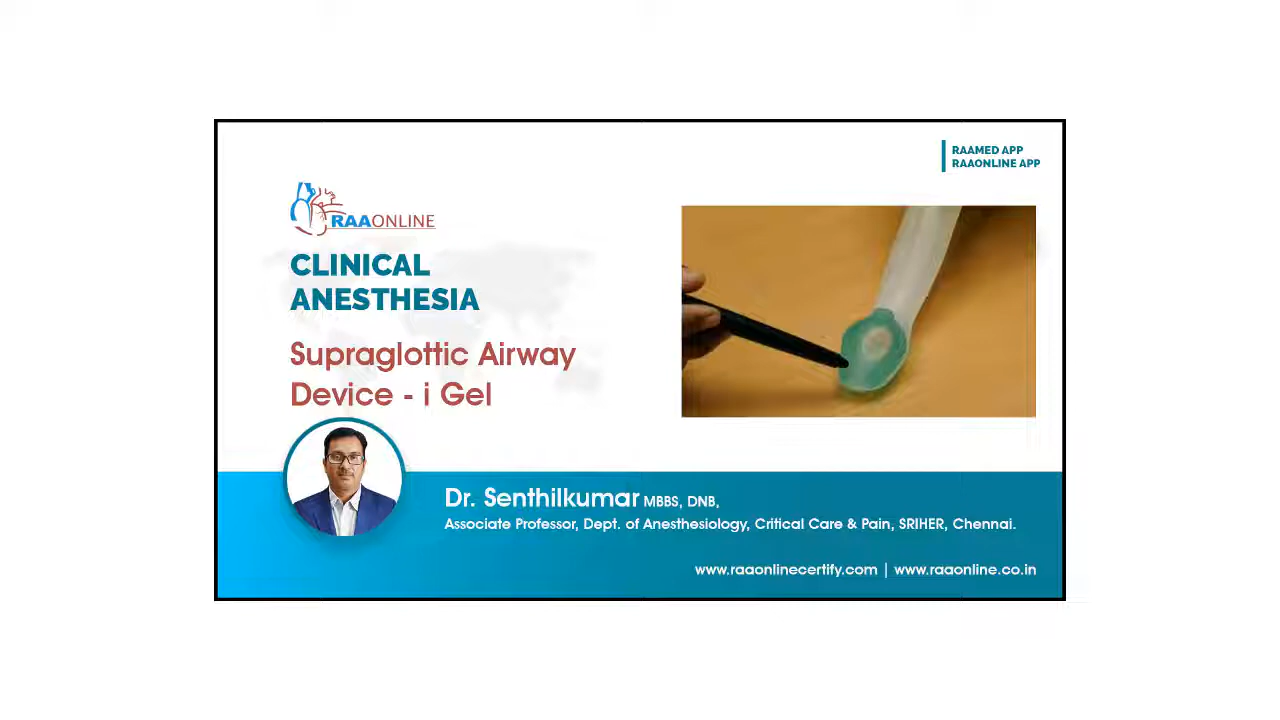 RAAMED APP
RAAONLINE APP
RAAONLINE
CLINICAL
ANESTHESIA
Supraglottic Airway
Device - i Gel
Dr. Senthilkumar MBBS, DNB,
Associate Professor, Dept. of Anesthesiology, Critical Care & Pain, SRIHER, Chennai.
www.raaonlinecertify.com | www.raaonline.co.in